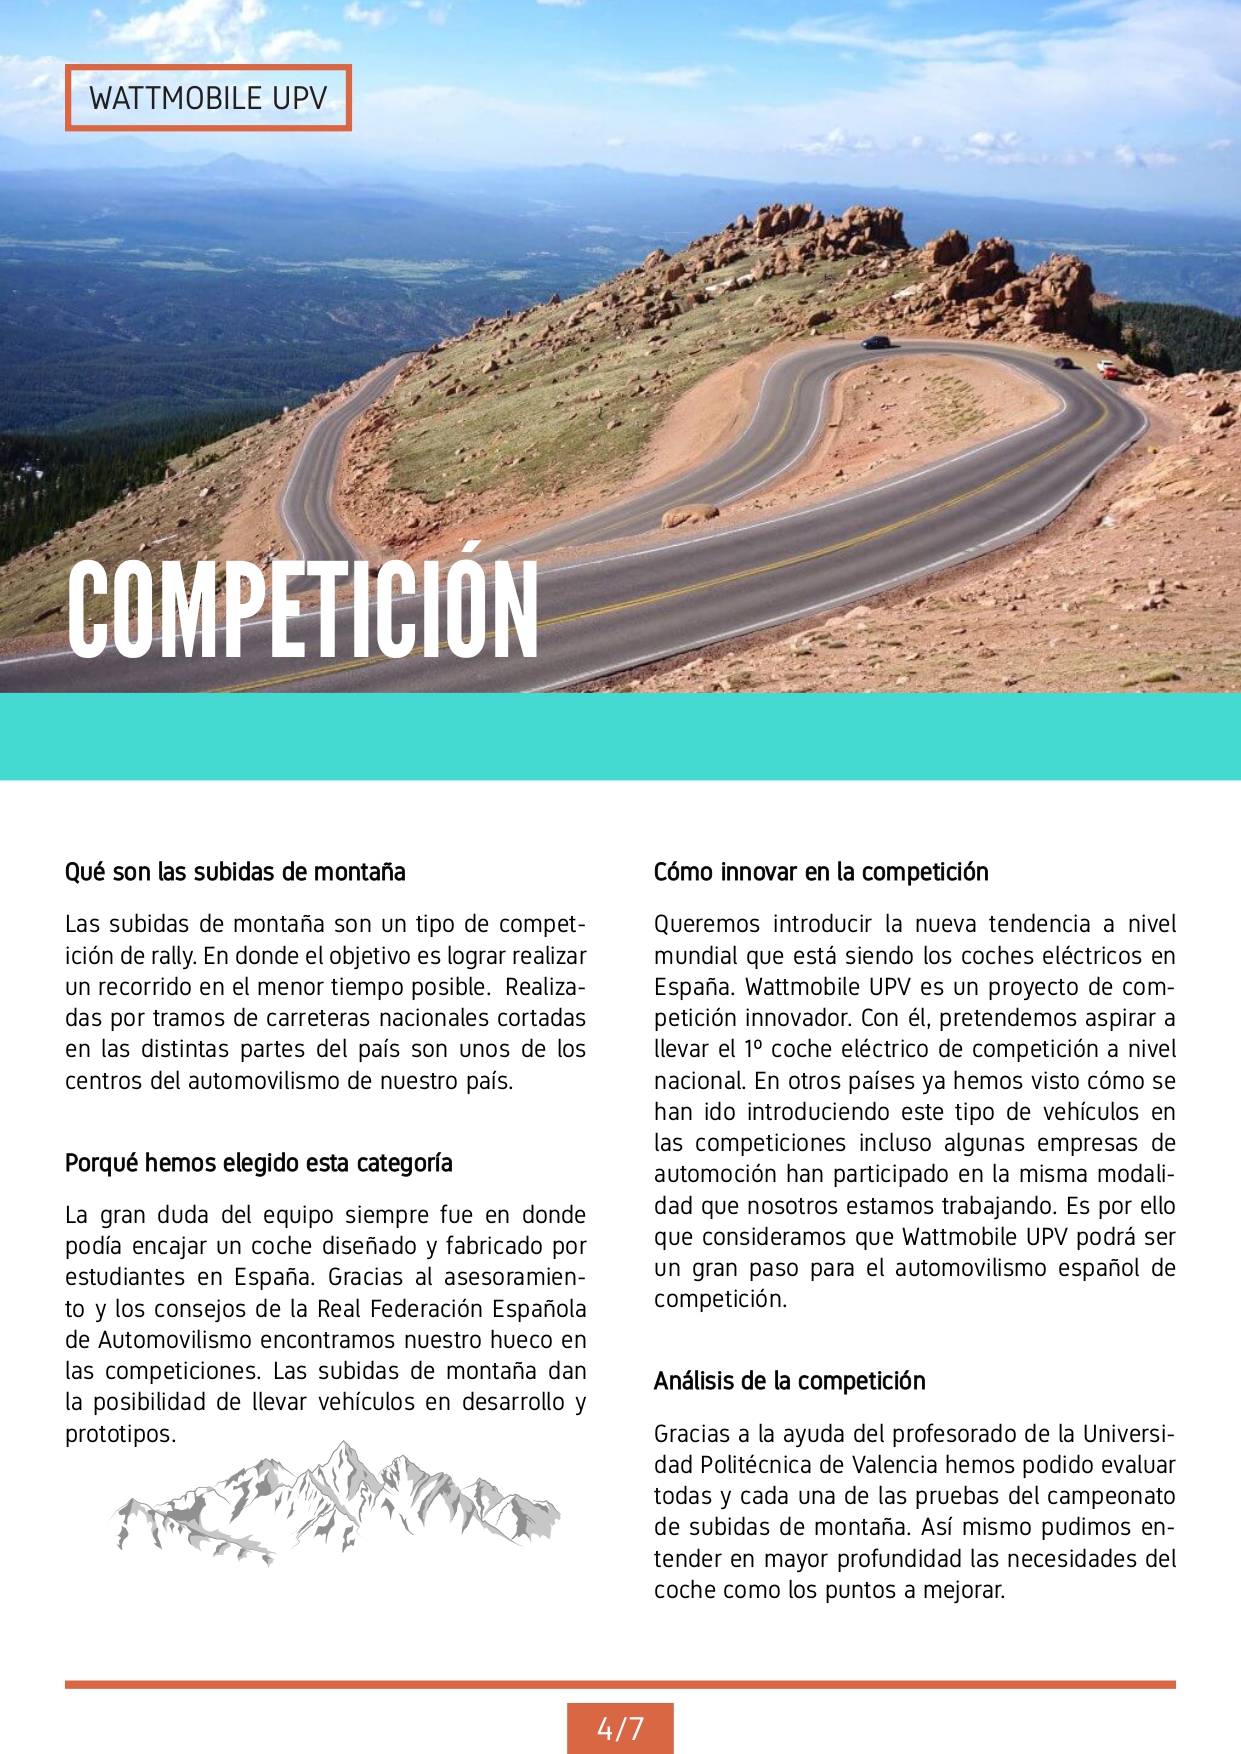 WATTMOBILE UPV
COMPETICIÓN
Qué son las subidas de montaña
Las subidas de montaña son un tipo de compet-
ición de rally. En donde el objetivo es lograr realizar
un recorrido en el menor tiempo posible.  Realiza-
das por tramos de carreteras nacionales cortadas
en las distintas partes del país son unos de los
centros del automovilismo de nuestro país.
Porqué hemos elegido esta categoría
La gran duda del equipo siempre fue en donde
podía encajar un coche diseñado y fabricado por
estudiantes en España. Gracias al asesoramien-
to y los consejos de la Real Federación Española
de Automovilismo encontramos nuestro hueco en
las competiciones. Las subidas de montaña dan
la posibilidad de llevar vehículos en desarrollo y
prototipos.
Cómo innovar en la competición
Queremos introducir la nueva tendencia a nivel
mundial que está siendo los coches eléctricos en
España. Wattmobile UPV es un proyecto de com-
petición innovador. Con él, pretendemos aspirar a
llevar el 1º coche eléctrico de competición a nivel
nacional. En otros países ya hemos visto cómo se
han ido introduciendo este tipo de vehículos en
las competiciones incluso algunas empresas de
automoción han participado en la misma modali-
dad que nosotros estamos trabajando. Es por ello
que consideramos que Wattmobile UPV podrá ser
un gran paso para el automovilismo español de
competición.
Análisis de la competición
Gracias a la ayuda del profesorado de la Universi-
dad Politécnica de Valencia hemos podido evaluar
todas y cada una de las pruebas del campeonato
de subidas de montaña. Así mismo pudimos en-
tender en mayor profundidad las necesidades del
coche como los puntos a mejorar.
4/7